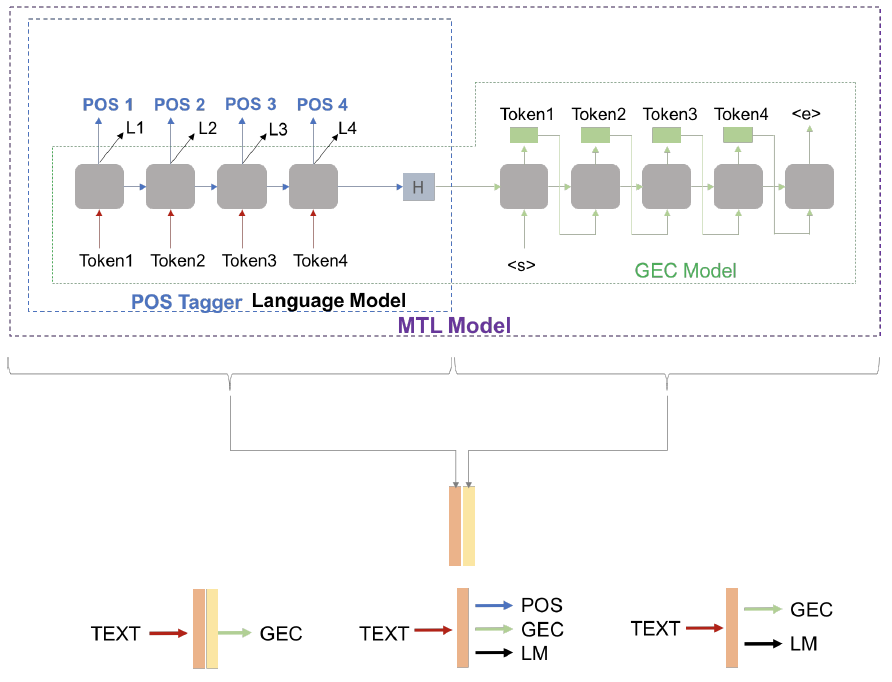 POS 1 POS 2 POS 3 POS 4
L1 L2 L3 L4
Token1 Token2 Token3 Token4 <e>
H
Token1 Token2 Token3 Token4
<s>
GEC Model
POS Tagger Language Model
MTL Model
TEXT GEC
TEXT POS
GEC
LM
TEXT GEC
LM